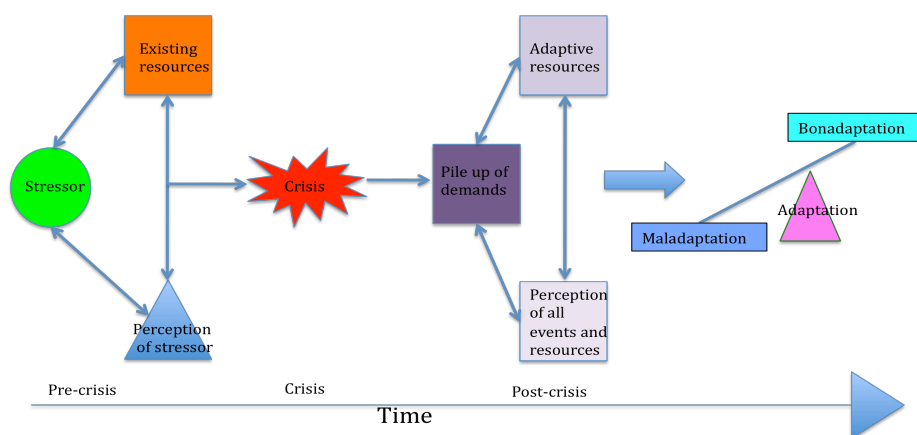 Existing
resources
Stressor
Perception
of stressor
Crisis
Adaptive
resources
Pile up of
demands
Perception
of all
events and
resources
Bonadaptation
Adaptation
Maladaptation
Pre-crisis
Crisis
Post-crisis
Time